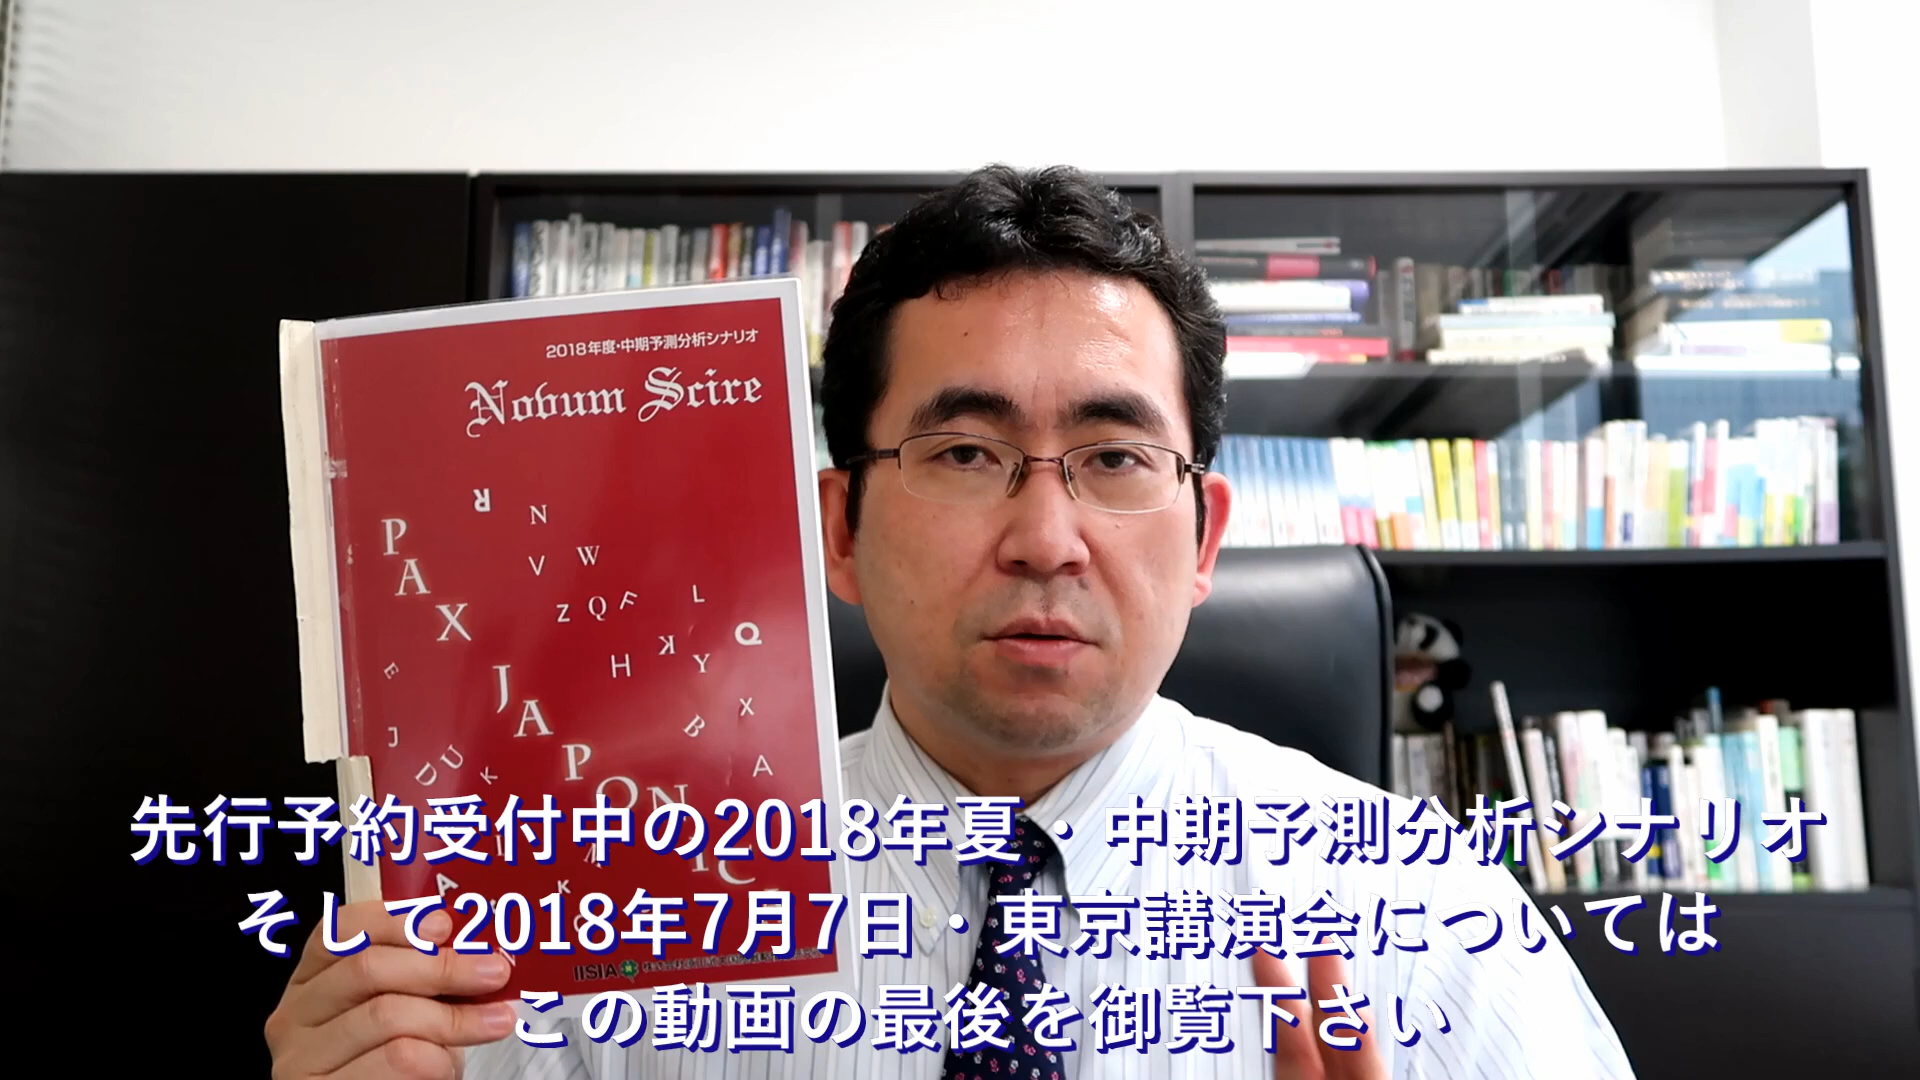 2018年度・中期予測分析シナリオ
Novum Scire
R
N
P
A
X
V
W
Z
Q
F
L
K
Q
H
Y
E
J
A
X
B
J
D
U
K
P
A
O
N
I
C
A
K
IISIA
先行予約受付中の2018年夏・中期予測分析シナリオ
そして2018年7月7日・東京講演会については
この動画の最後を御覧下さい